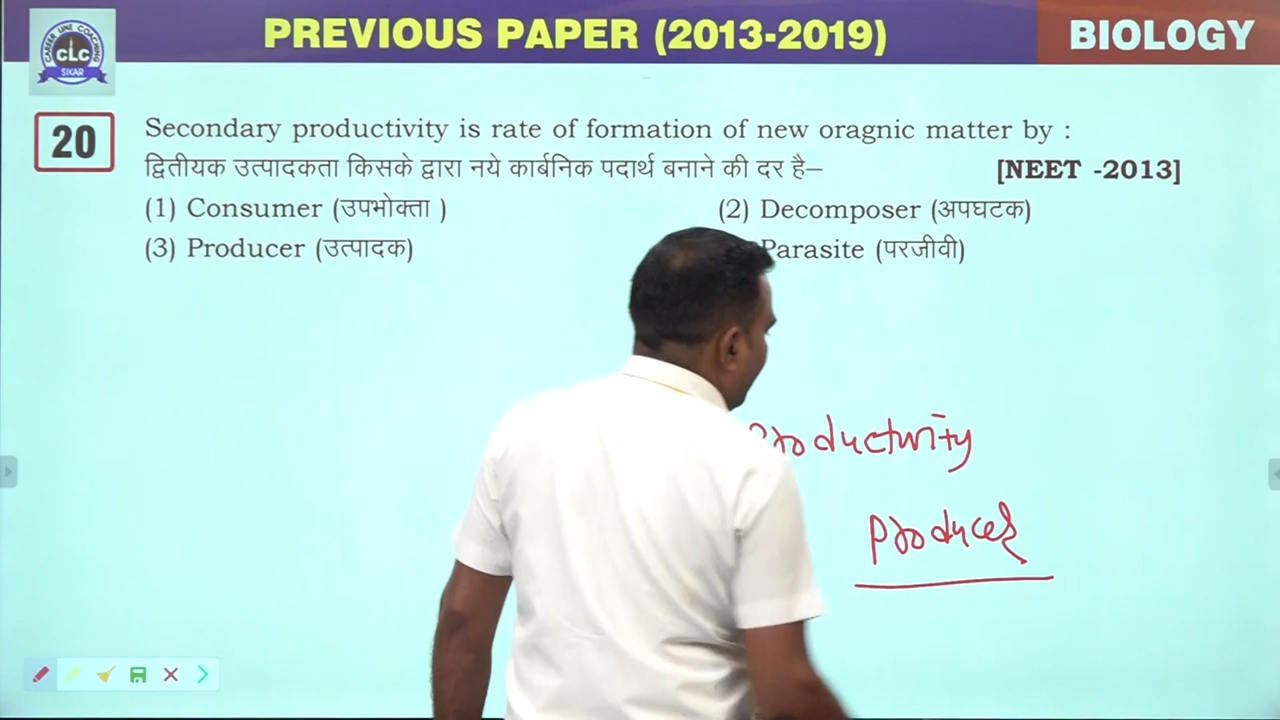 PREVIOUS PAPER (2013-2019)
BIOLOGY
CAREER LINE COACHING
CLC
SIKAR
20
Secondary productivity is rate of formation of new oragnic matter by :
द्वितीयक उत्पादकता किसके द्वारा नये कार्बनिक पदार्थ बनाने की दर है–
[NEET -2013]
(1) Consumer (उपभोक्ता )
(2) Decomposer (अपघटक)
(3) Producer (उत्पादक)
Parasite (परजीवी)
Productivity
Producer